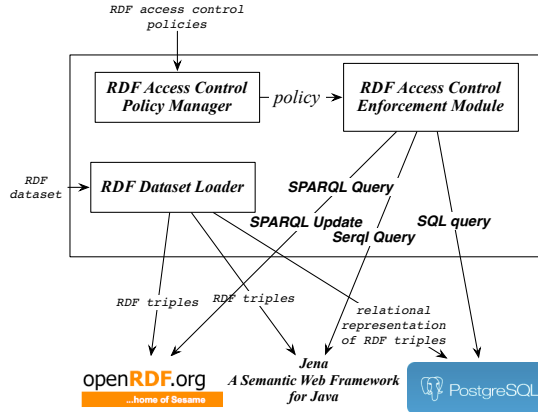 RDF access control
policies
RDF Access Control
Policy Manager
policy
RDF Access Control
Enforcement Module
RDF
dataset
RDF Dataset Loader
SPARQL Query
SPARQL Update
Serql Query
SQL query
RDF triples
RDF triples
relational
representation
of RDF triples
openRDF.org
...home of Sesame
Jena
A Semantic Web Framework
for Java
PostgreSQL